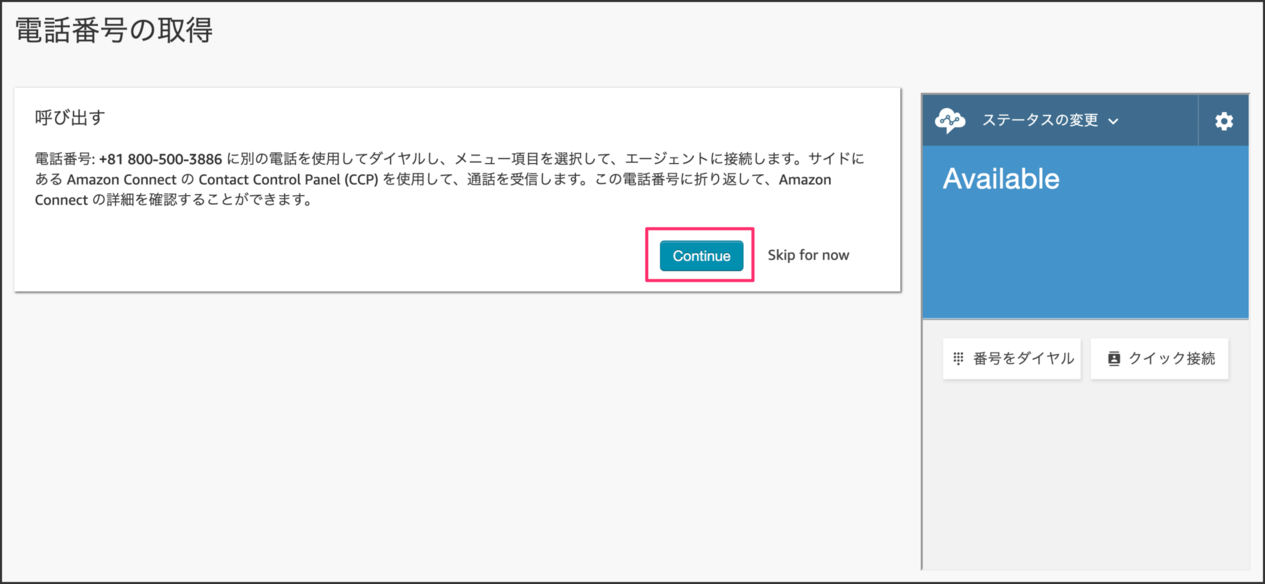 電話番号の取得
呼び出す
電話番号: +81 800-500-3886 に別の電話を使用してダイヤルし、メニュー項目を選択して、エージェントに接続します。サイドに
ある Amazon Connect の Contact Control Panel (CCP) を使用して、通話を受信します。この電話番号に折り返して、Amazon
Connect の詳細を確認することができます。
Continue
Skip for now
ステータスの変更
Available
番号をダイヤル
クイック接続